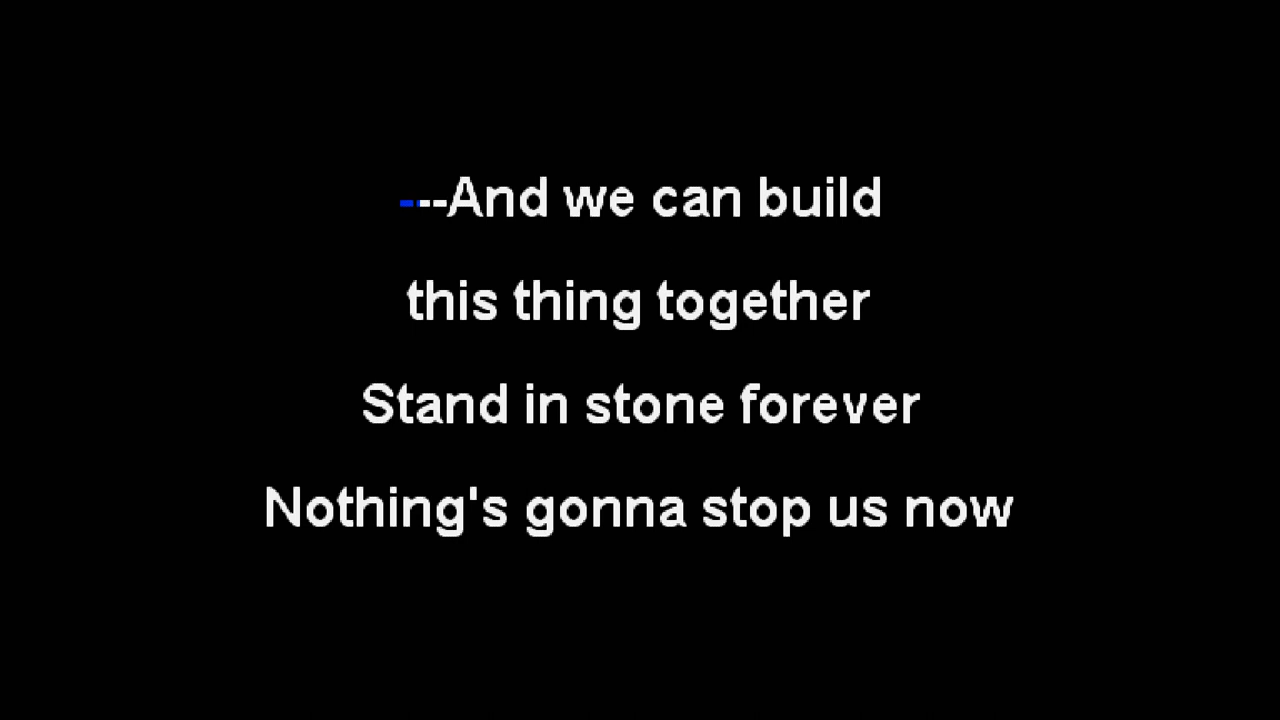 ---And we can build
this thing together
Stand in stone forever
Nothing's gonna stop us now